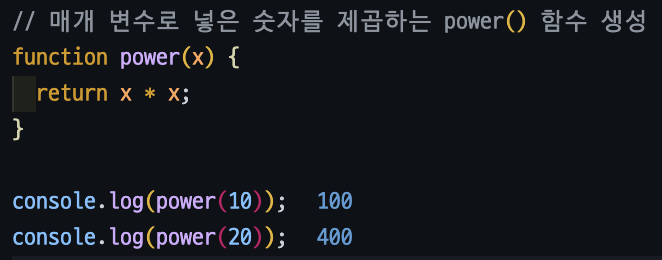 // 매개 변수로 넣은 숫자를 제곱하는 power() 함수 생성
function power(x) {
  return x * x;
}
console.log(power(10));  100
console.log(power(20));  400